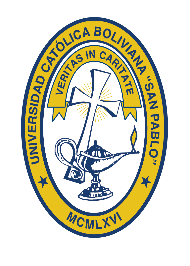 UNIVERSIDAD CATÓLICA BOLIVIANA "SAN PABLO"
VERITAS IN CARITATE
MCMLXVI